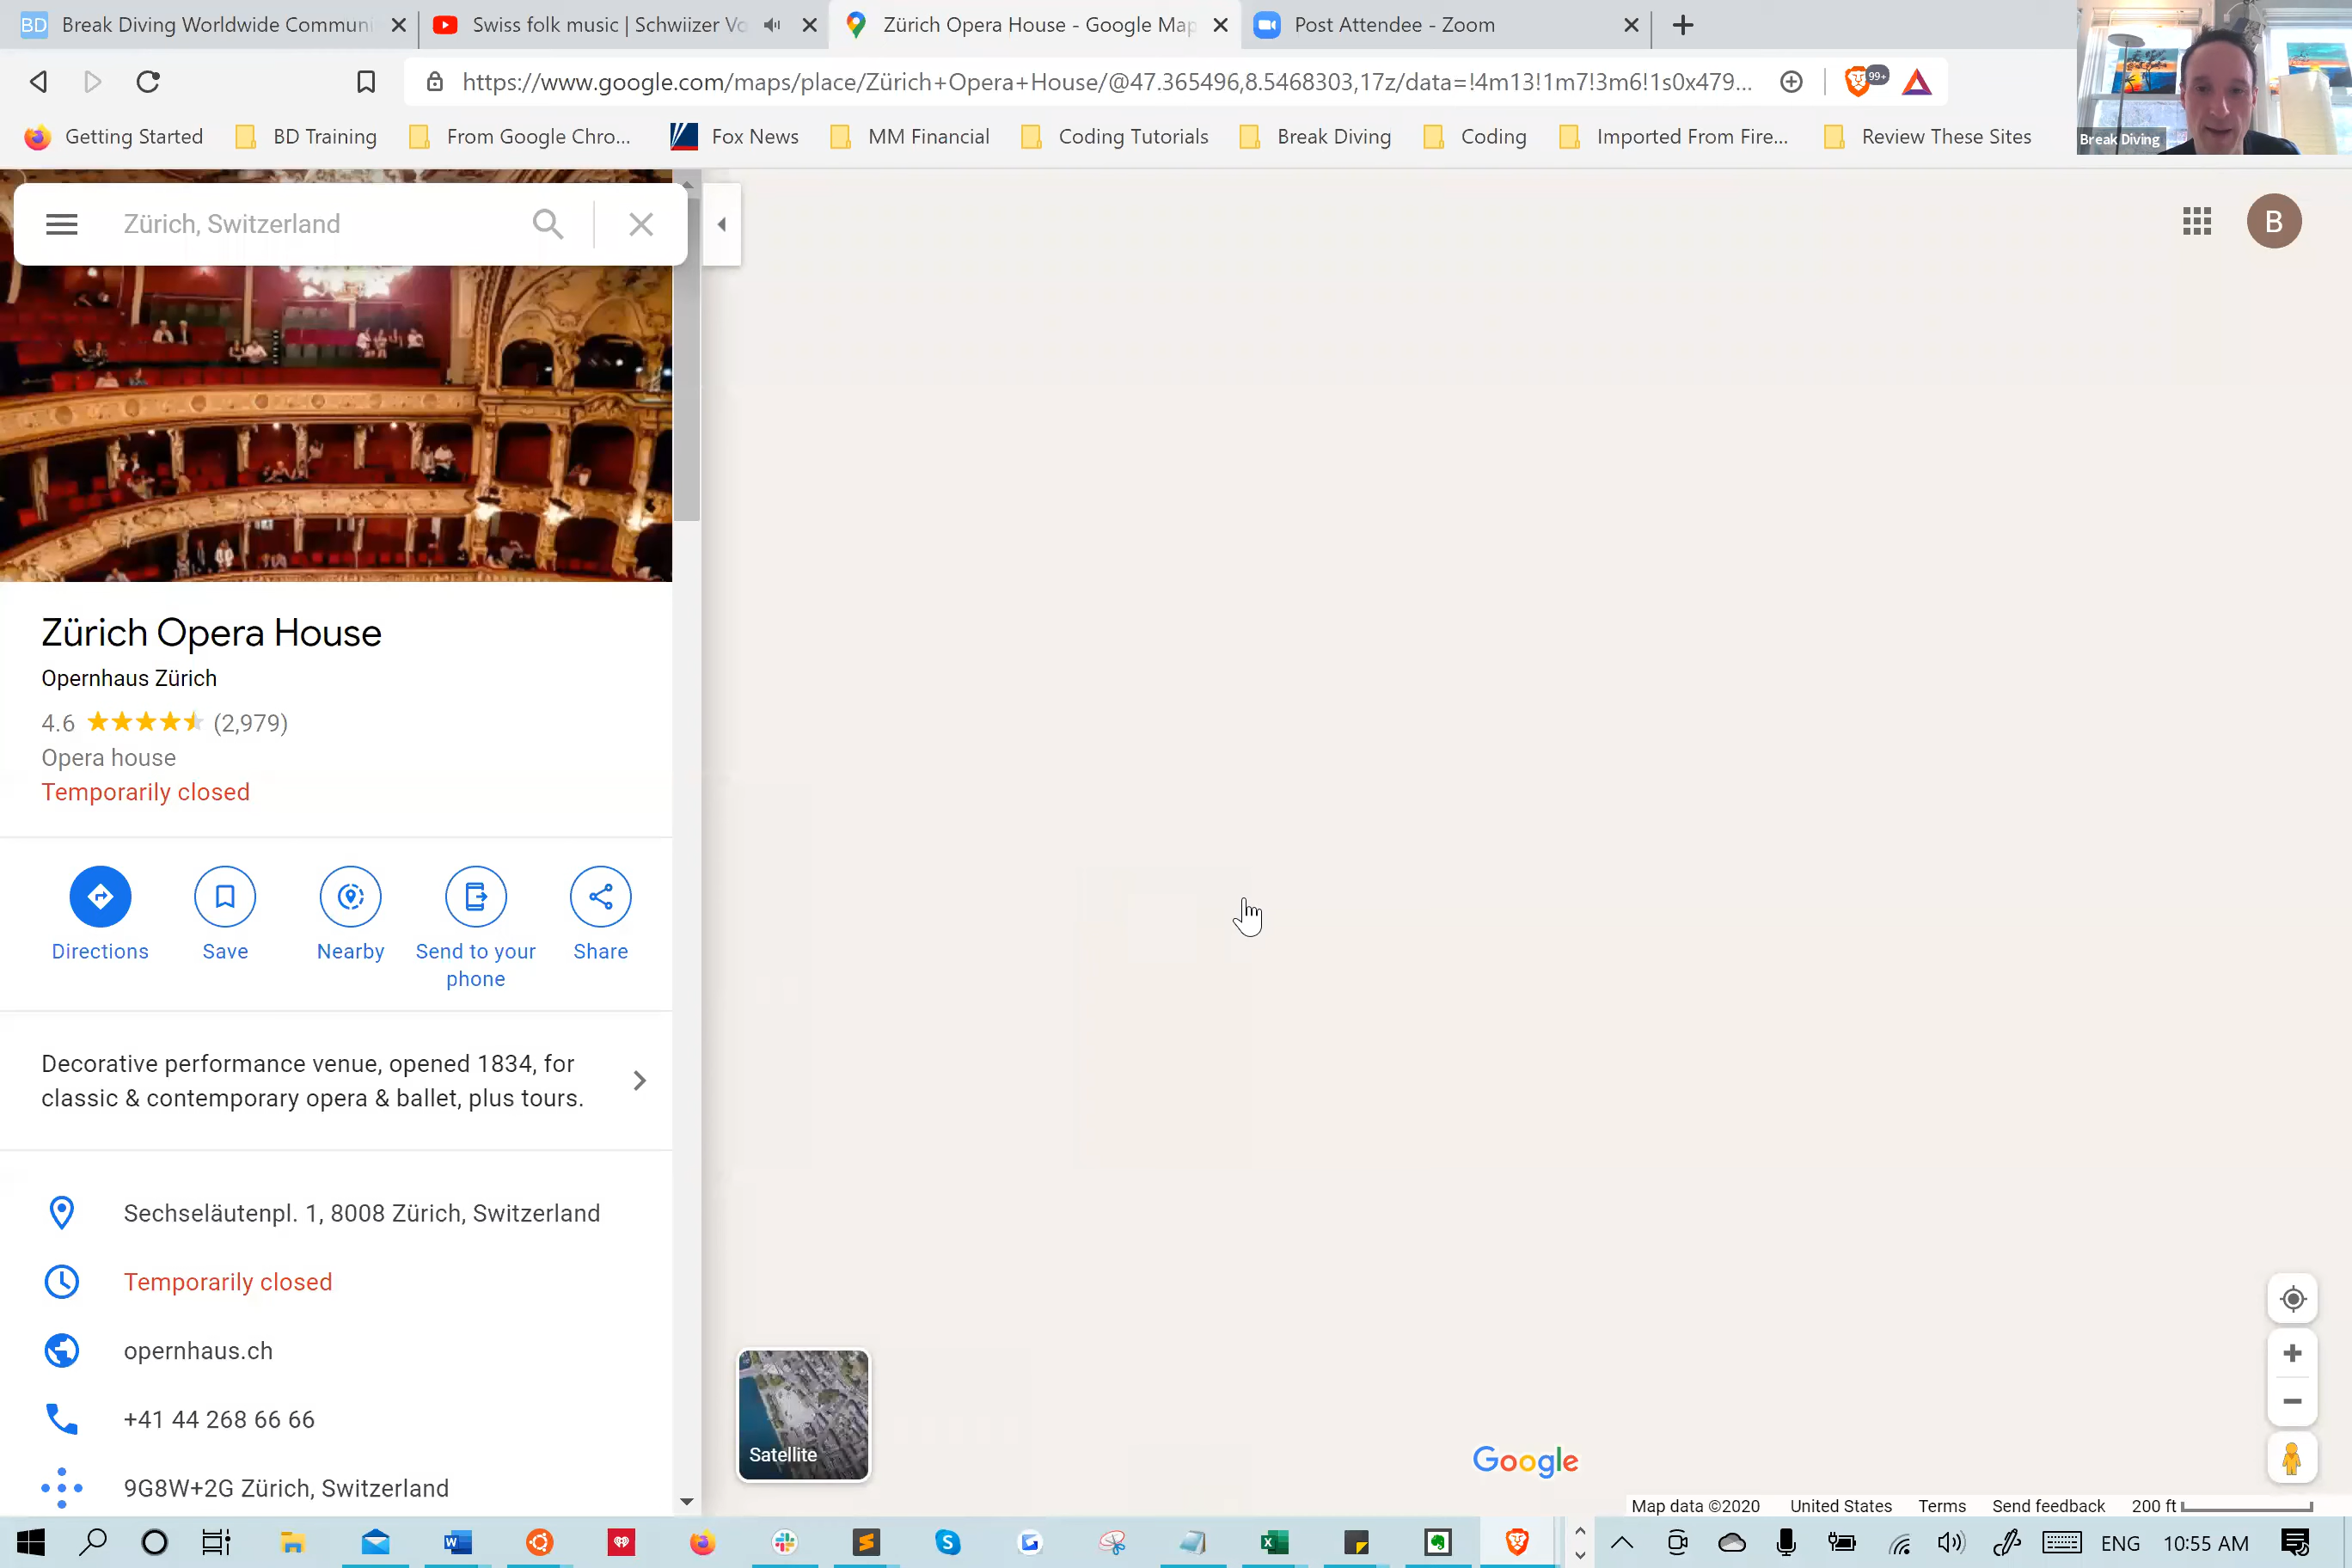 BD Break Diving Worldwide Communi
Swiss folk music | Schwiizer Vo
Zürich Opera House - Google Map
Post Attendee - Zoom
https://www.google.com/maps/place/Zürich+Opera+House/@47.365496,8.5468303,17z/data=!4m13!1m7!3m6!1s0x479...
99+
Getting Started
BD Training
From Google Chro...
Fox News
MM Financial
Coding Tutorials
Break Diving
Coding
Imported From Fire...
Review These Sites
Break Diving
Zürich, Switzerland
B
Zürich Opera House
Opernhaus Zürich
4.6 (2,979)
Opera house
Temporarily closed
Directions
Save
Nearby
Send to your
phone
Share
Decorative performance venue, opened 1834, for
classic & contemporary opera & ballet, plus tours.
Sechseläutenpl. 1, 8008 Zürich, Switzerland
Temporarily closed
opernhaus.ch
+41 44 268 66 66
9G8W+2G Zürich, Switzerland
Satellite
Google
Map data ©2020 United States Terms Send feedback 200 ft
ENG 10:55 AM